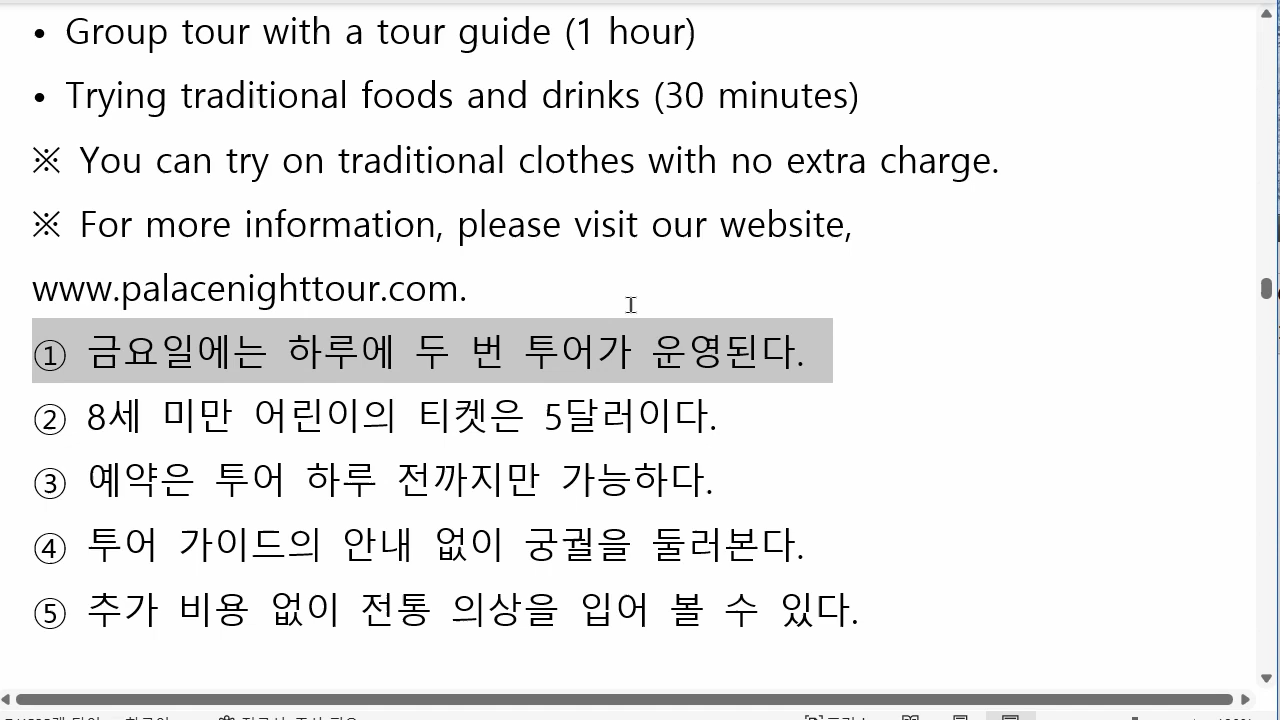 • Group tour with a tour guide (1 hour)
• Trying traditional foods and drinks (30 minutes)
※ You can try on traditional clothes with no extra charge.
※ For more information, please visit our website,
www.palacenighttour.com.
① 금요일에는 하루에 두 번 투어가 운영된다.
② 8세 미만 어린이의 티켓은 5달러이다.
③ 예약은 투어 하루 전까지만 가능하다.
④ 투어 가이드의 안내 없이 궁궐을 둘러본다.
⑤ 추가 비용 없이 전통 의상을 입어 볼 수 있다.